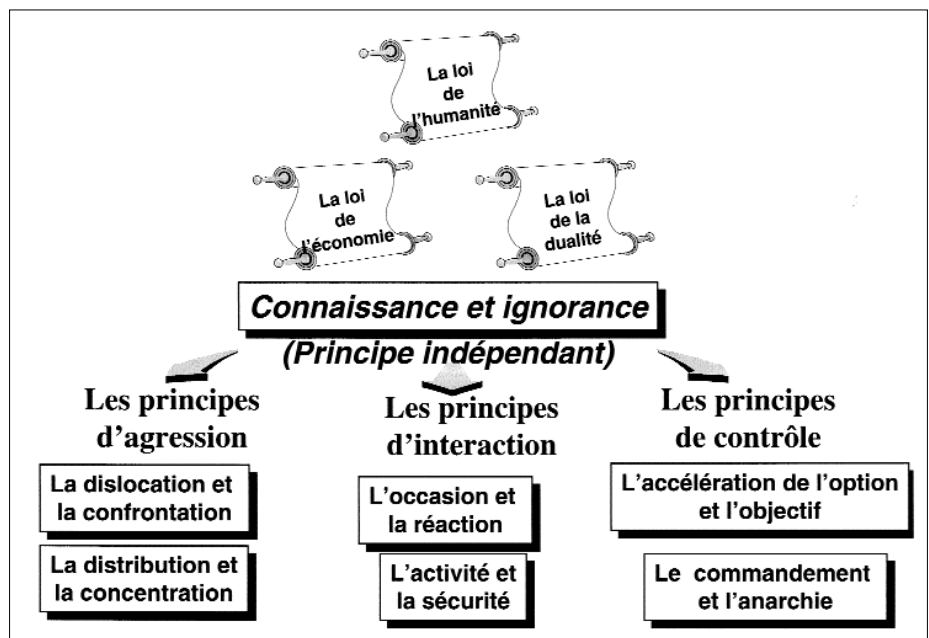 La loi
de
l'humanité
La loi
de
l'économie
La loi
de la
dualité
Connaissance et ignorance
(Principe indépendant)
Les principes
d'agression
La dislocation et
la confrontation
La distribution et
la concentration
Les principes
d'interaction
L'occasion et
la réaction
L'activité et
la sécurité
Les principes
de contrôle
L'accélération de l'option
et l'objectif
Le commandement
et l'anarchie